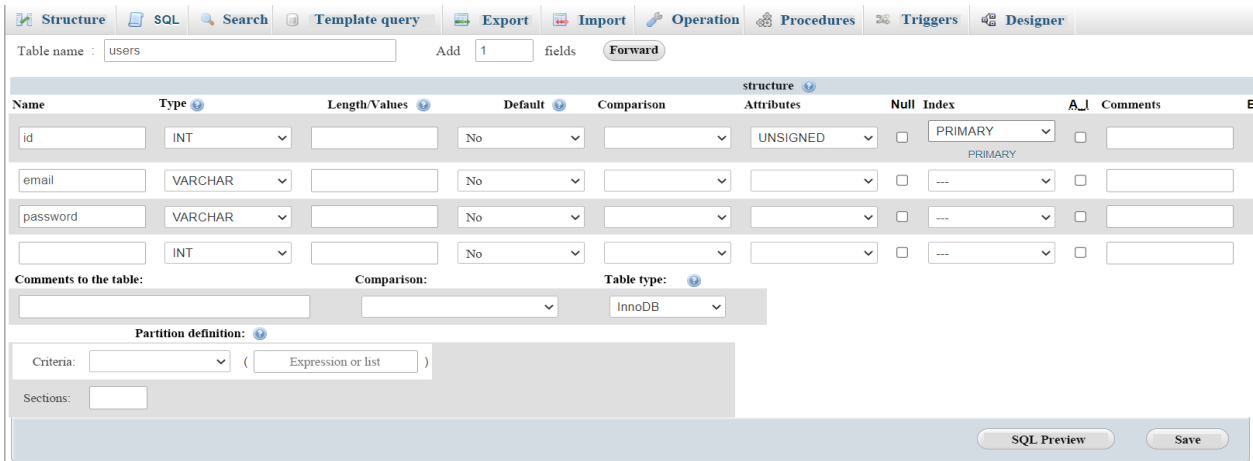 Structure SQL Search Template query Export Import Operation Procedures Triggers Designer
Table name : users Add 1 fields Forward
structure
Name Type Length/Values Default Comparison Attributes Null Index A_I Comments E
id INT No UNSIGNED PRIMARY
PRIMARY
email VARCHAR No ---
password VARCHAR No ---
INT No ---
Comments to the table: Comparison: Table type:
InnoDB
Partition definition:
Criteria: ( Expression or list )
Sections:
SQL Preview Save